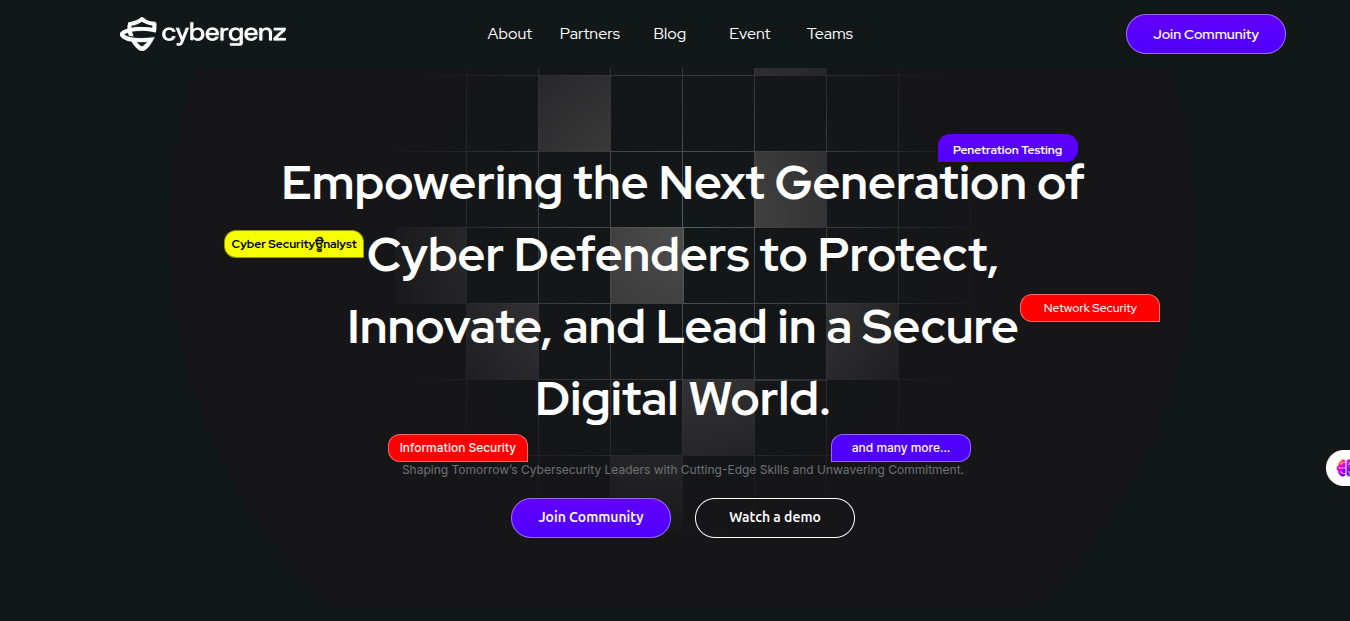 cybergenz
About Partners Blog Event Teams
Join Community
Penetration Testing
Empowering the Next Generation of
Cyber Security Analyst
Cyber Defenders to Protect,
Network Security
Innovate, and Lead in a Secure
Digital World.
Information Security
and many more...
Shaping Tomorrow's Cybersecurity Leaders with Cutting-Edge Skills and Unwavering Commitment.
Join Community
Watch a demo